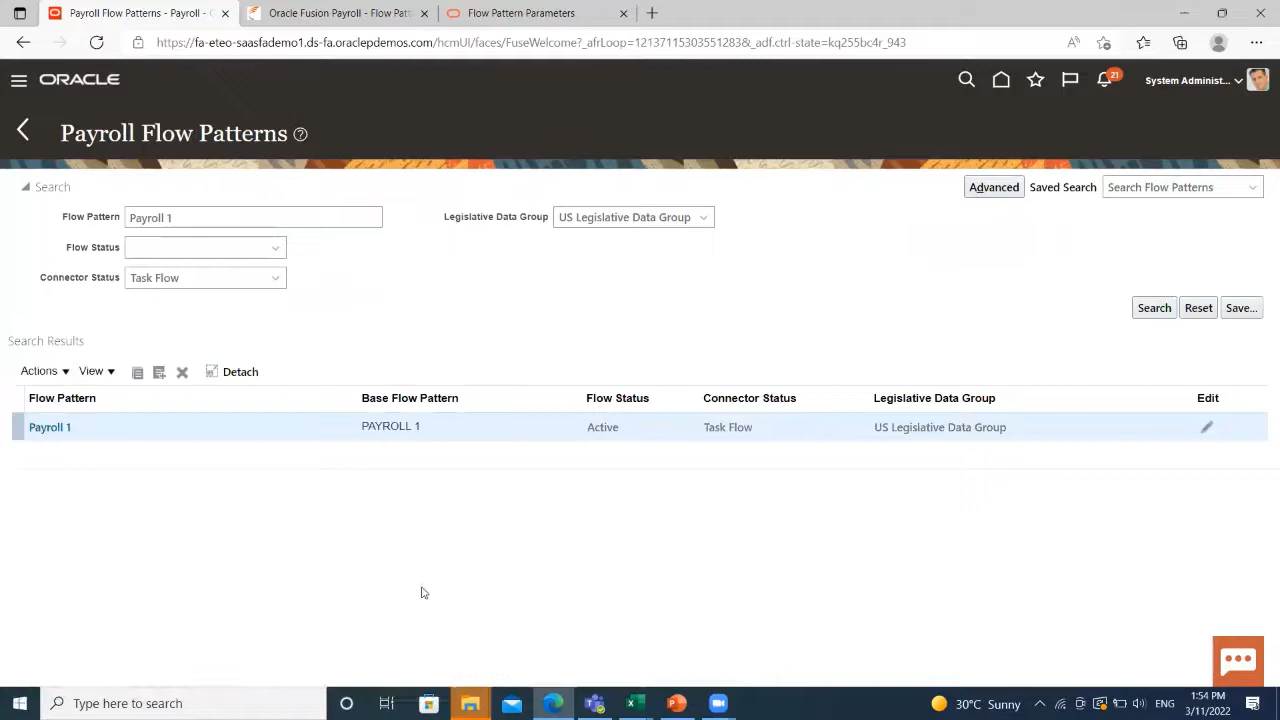 Payroll Flow Patterns - Payroll - O
Oracle Fusion Payroll - Flow Patt
Flow Pattern Parameters
https://fa-eteo-saasfademo1.ds-fa.oraclepdemos.com/hcmUI/faces/FuseWelcome?_afrLoop=121371153035512​83&_adf.ctrl-state=kq255bc4r_943
ORACLE
21
System Administ...
Payroll Flow Patterns
Search
Advanced Saved Search Search Flow Patterns
Flow Pattern Payroll 1 Legislative Data Group US Legislative Data Group
Flow Status
Connector Status Task Flow
Search Reset Save...
Search Results
Actions View Detach
Flow Pattern Base Flow Pattern Flow Status Connector Status Legislative Data Group Edit
Payroll 1 PAYROLL 1 Active Task Flow US Legislative Data Group
Type here to search
30°C Sunny
ENG
1:54 PM
3/11/2022